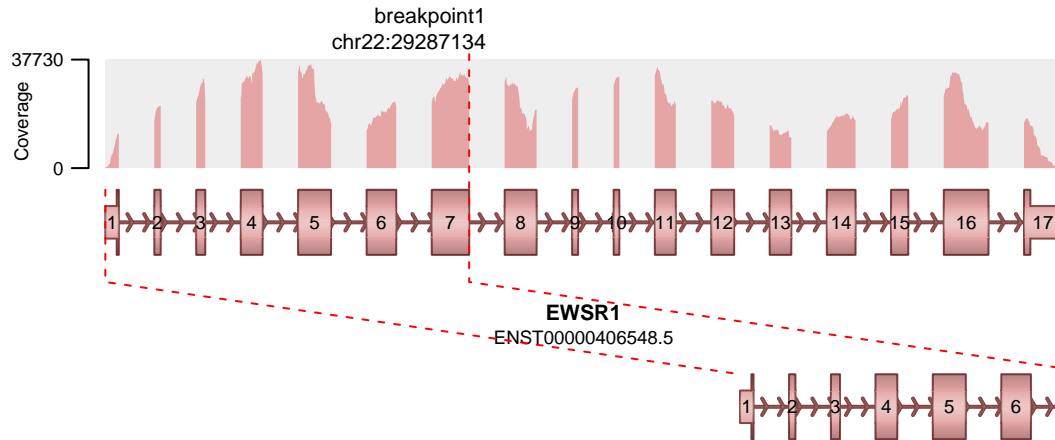 breakpoint1
chr22:29287134
37730
Coverage
0
1 2 3 4 5 6 7 8 9 10 11 12 13 14 15 16 17
EWSR1
ENST00000406548.5
1 2 3 4 5 6